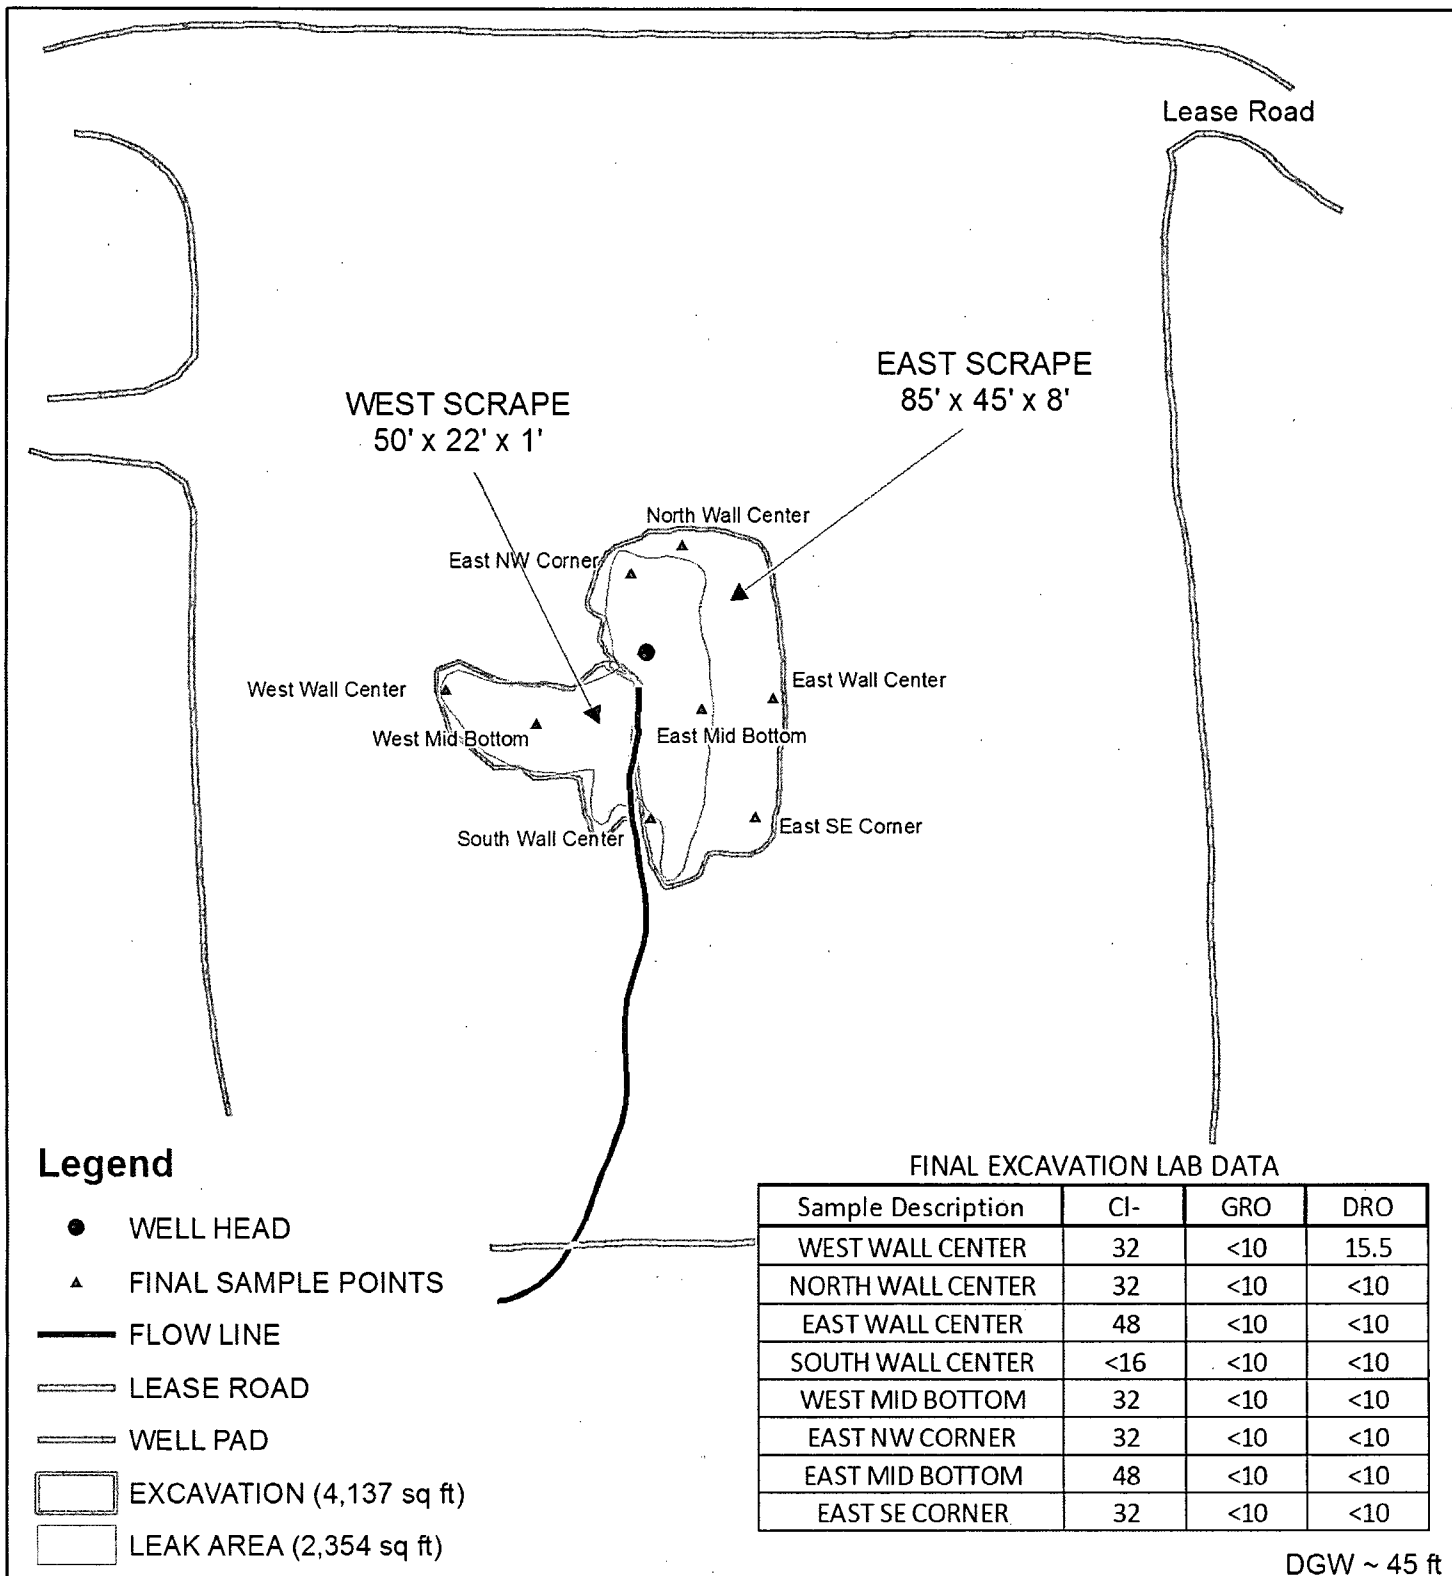 Lease Road
EAST SCRAPE
85' x 45' x 8'
WEST SCRAPE
50' x 22' x 1'
North Wall Center
East NW Corner
West Wall Center
East Wall Center
West Mid Bottom
East Mid Bottom
South Wall Center
East SE Corner
Legend
WELL HEAD
FINAL SAMPLE POINTS
FLOW LINE
LEASE ROAD
WELL PAD
EXCAVATION (4,137 sq ft)
LEAK AREA (2,354 sq ft)
FINAL EXCAVATION LAB DATA
Sample Description Cl- GRO DRO
WEST WALL CENTER 32 <10 15.5
NORTH WALL CENTER 32 <10 <10
EAST WALL CENTER 48 <10 <10
SOUTH WALL CENTER <16 <10 <10
WEST MID BOTTOM 32 <10 <10
EAST NW CORNER 32 <10 <10
EAST MID BOTTOM 48 <10 <10
EAST SE CORNER 32 <10 <10
DGW ~ 45 ft